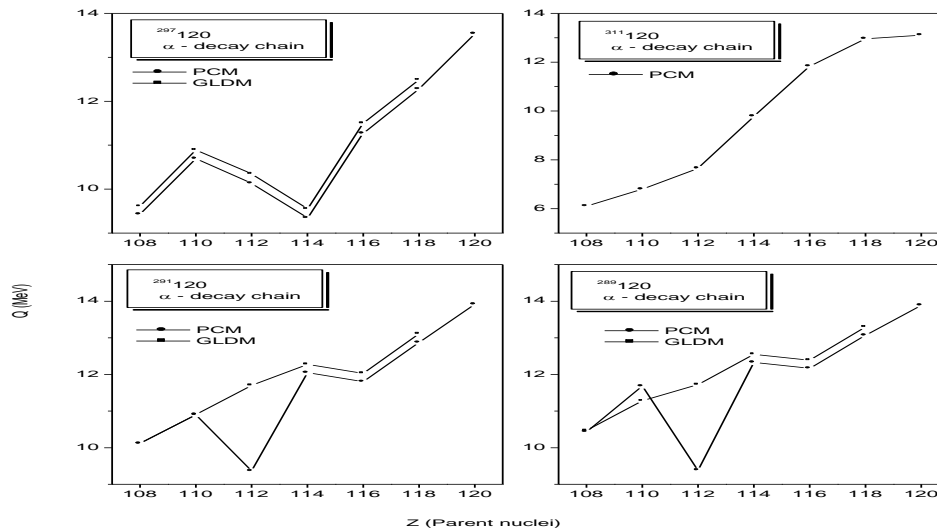 14
12
10
108 110 112 114 116 118 120
²⁹⁷120
α - decay chain
PCM
GLDM
14
12
10
8
6
108 110 112 114 116 118 120
³¹¹120
α - decay chain
PCM
14
12
10
108 110 112 114 116 118 120
²⁹¹120
α - decay chain
PCM
GLDM
14
12
10
108 110 112 114 116 118 120
²⁸⁹120
α - decay chain
PCM
GLDM
Q (MeV)
Z (Parent nuclei)